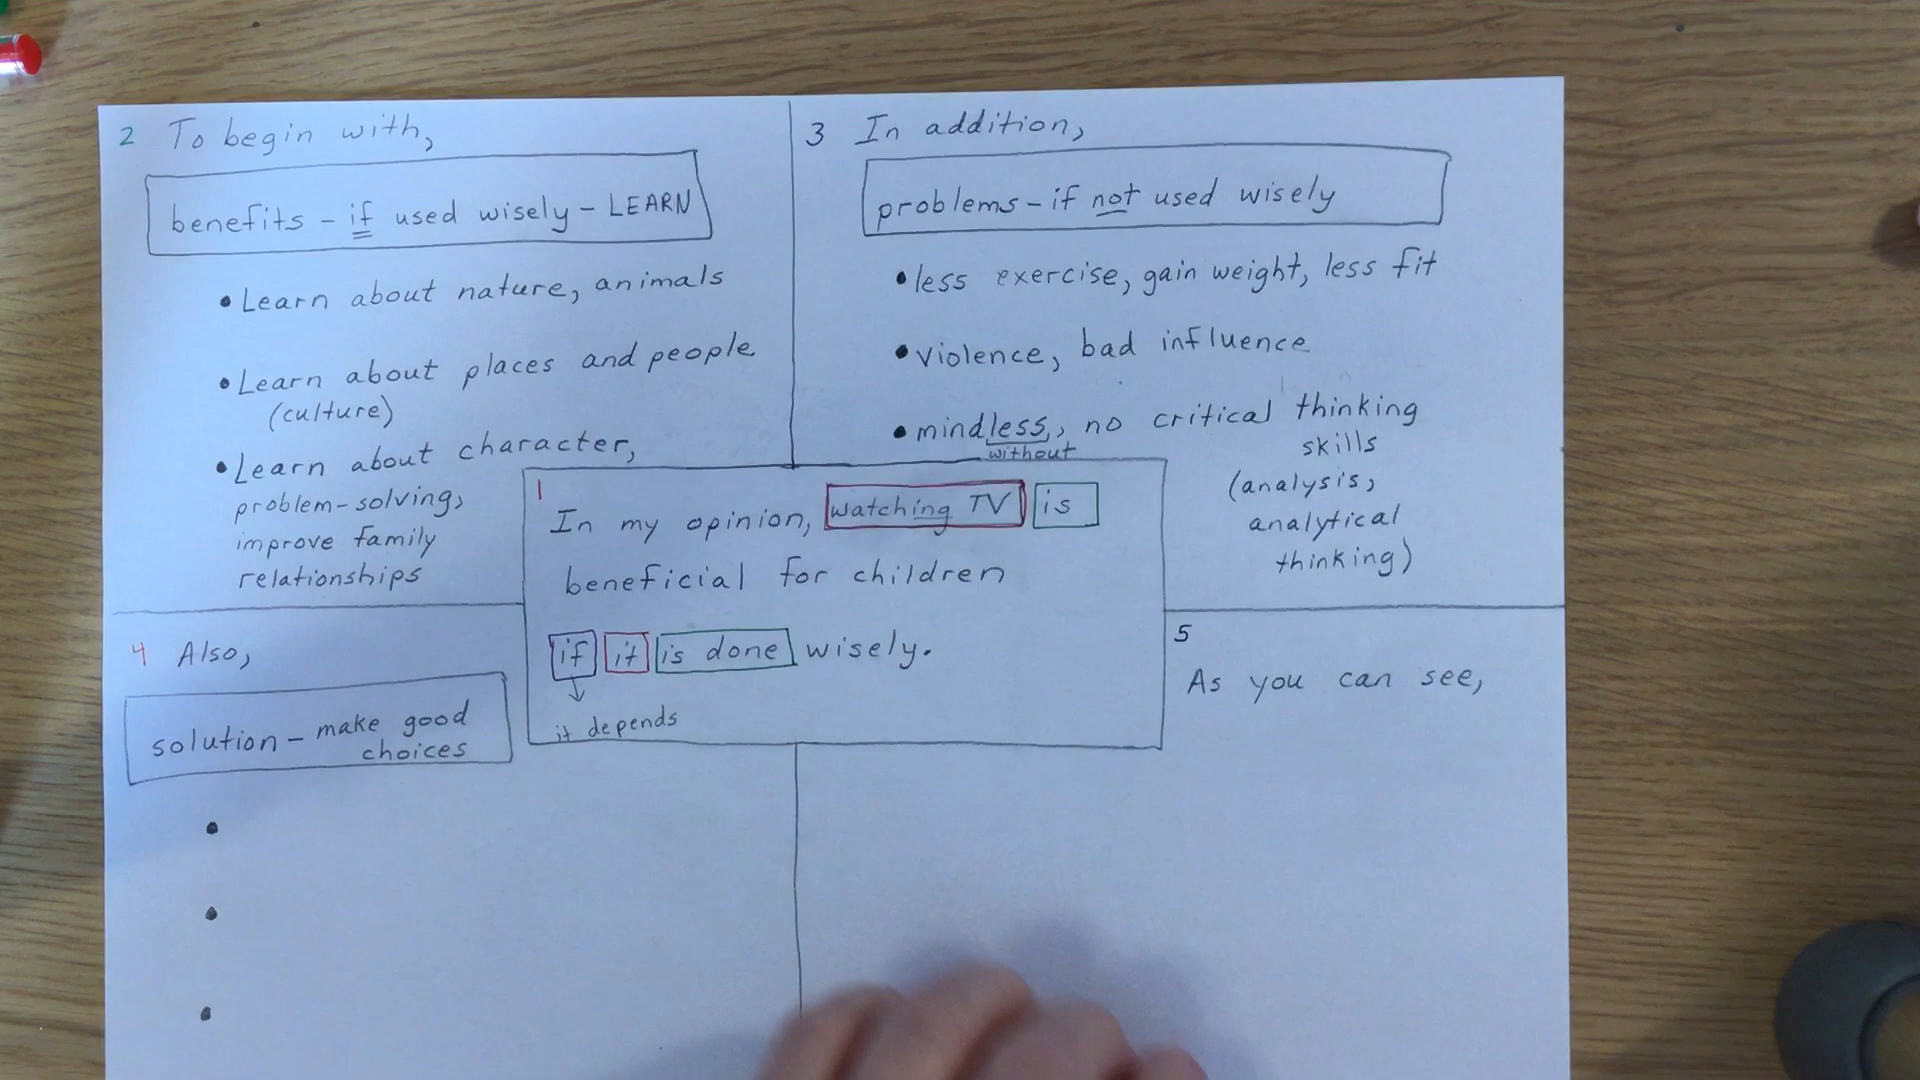 2 To begin with,
benefits - if used wisely - LEARN
• Learn about nature, animals
• Learn about places and people
(culture)
• Learn about character,
problem-solving,
improve family
relationships
3 In addition,
problems - if not used wisely
• less exercise, gain weight, less fit
• violence, bad influence
• mindless, no critical thinking
without
skills
(analysis,
analytical
thinking)
1
In my opinion, watching TV is
beneficial for children
if it is done wisely.
it depends
4 Also,
solution - make good
choices
5
As you can see,